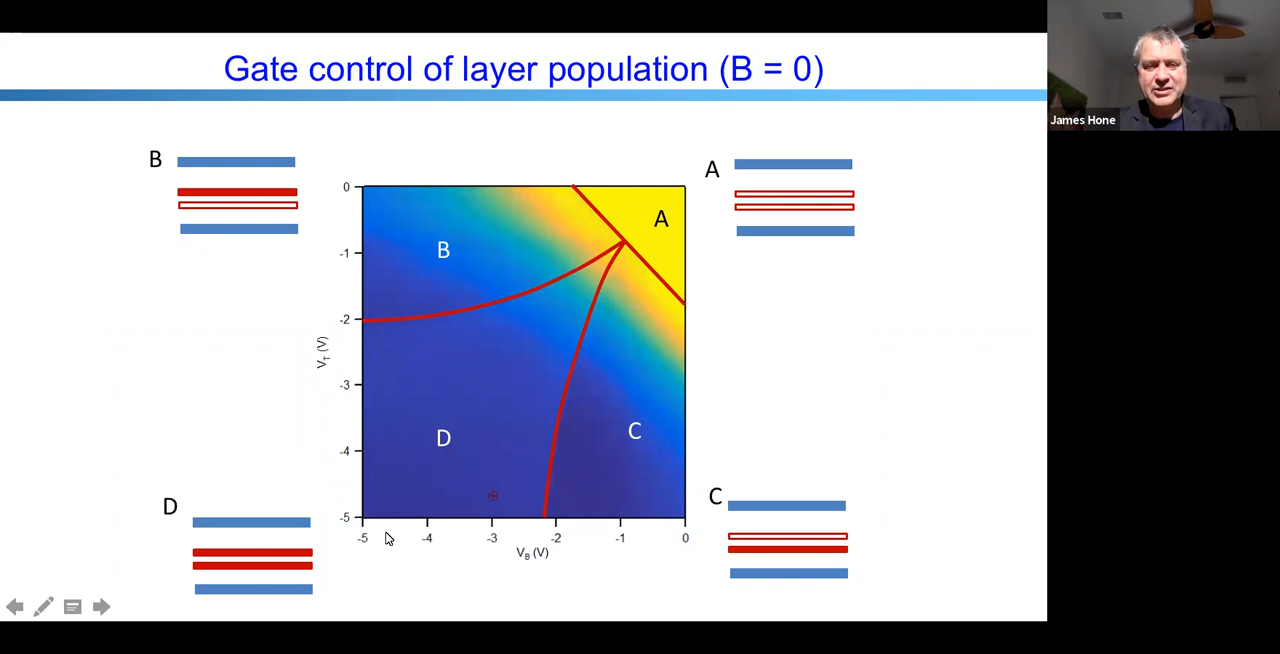 Gate control of layer population (B = 0)
James Hone
B
A
0
-1
-2
-3
-4
-5
V_T (V)
A
B
C
D
D
C
-5
-4
-3
-2
-1
0
V_B (V)